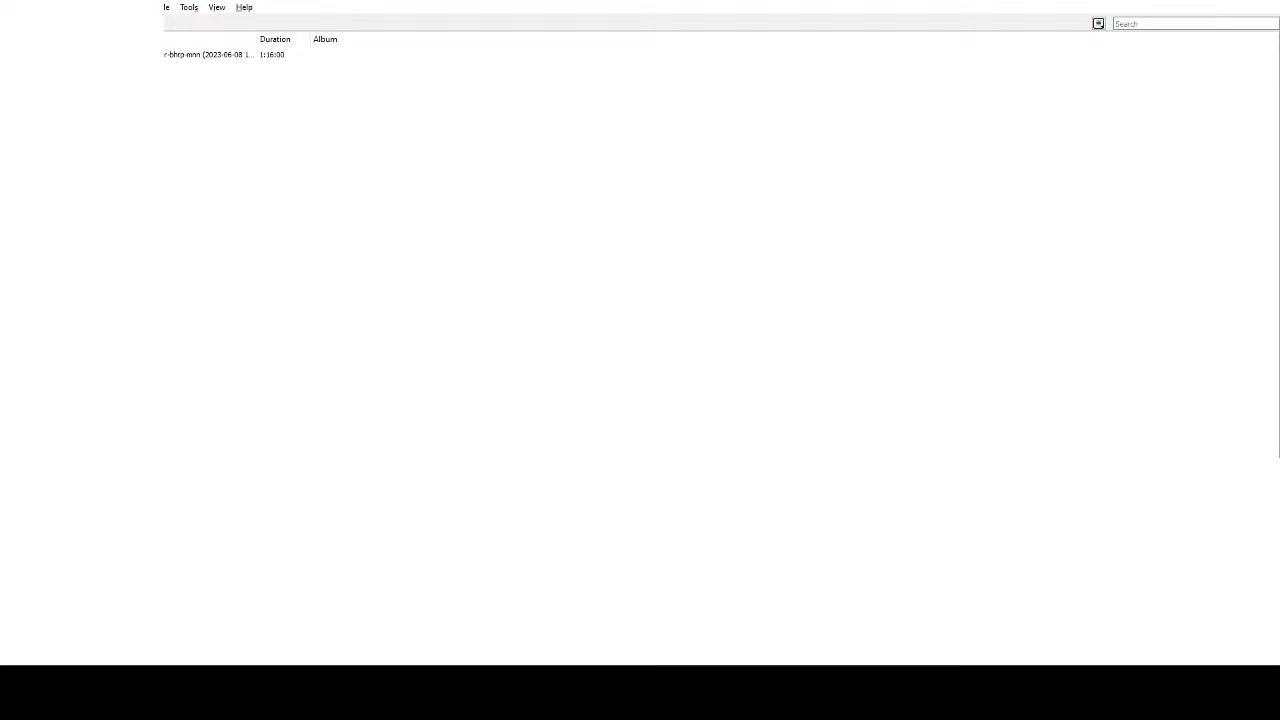 le Tools View Help
Search
Duration Album
r-bhrp-mnn (2023-06-08 1... 1:16:00